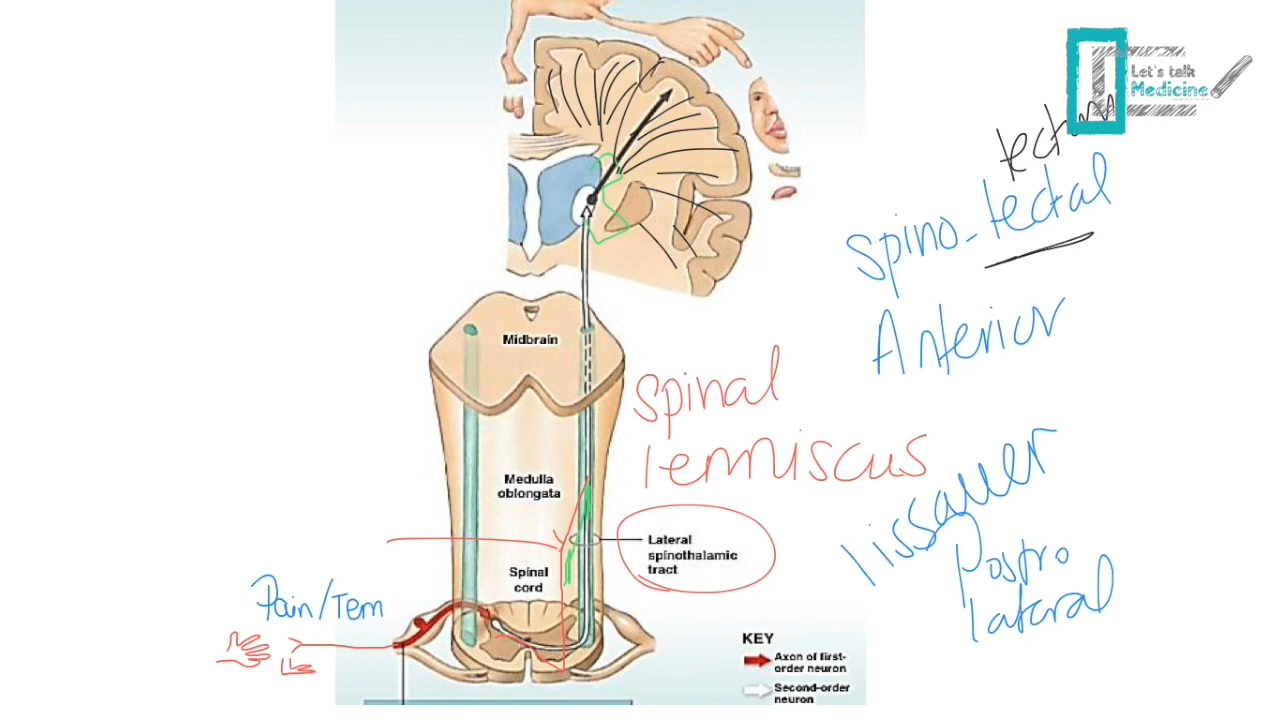 Let's talk
Medicine
tectum
Spino-tectal
Anterior
Midbrain
Spinal
lemniscus
Medulla
oblongata
lissauer
Postro
lateral
Lateral
spinothalamic
tract
Spinal
cord
Pain/Tem
KEY
Axon of first-
order neuron
Second-order
neuron